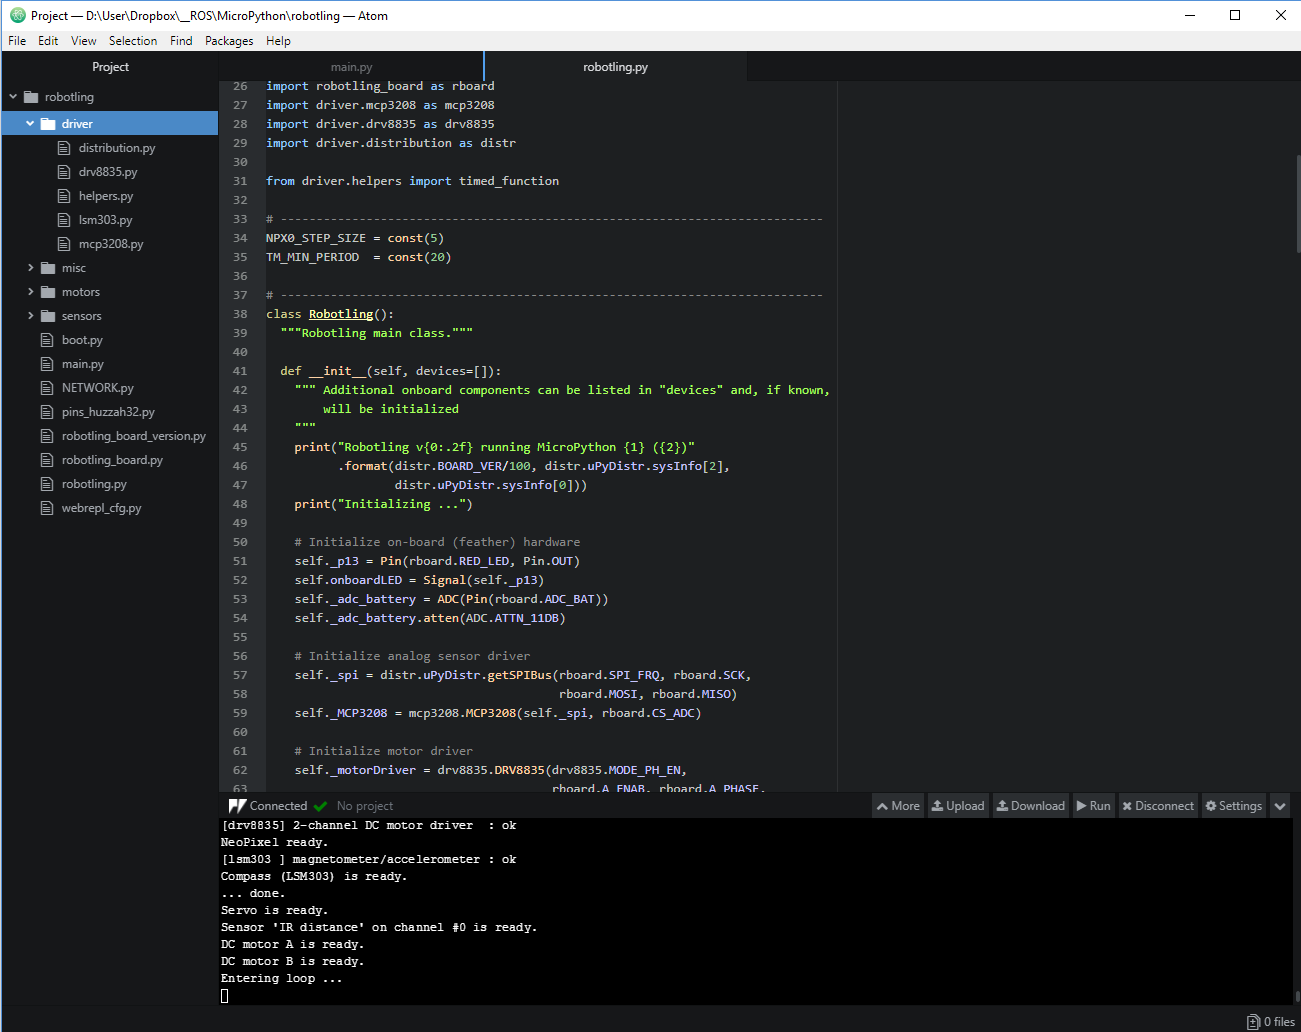 Project — D:\User\Dropbox\__ROS\MicroPython\robotling — Atom
File Edit View Selection Find Packages Help
Project
robotling
driver
distribution.py
drv8835.py
helpers.py
lsm303.py
mcp3208.py
misc
motors
sensors
boot.py
main.py
NETWORK.py
pins_huzzah32.py
robotling_board_version.py
robotling_board.py
robotling.py
webrepl_cfg.py
main.py robotling.py
26 import robotling_board as rboard
27 import driver.mcp3208 as mcp3208
28 import driver.drv8835 as drv8835
29 import driver.distribution as distr
30
31 from driver.helpers import timed_function
32
33 # ----------------------------------------------------------------------------
34 NPX0_STEP_SIZE = const(5)
35 TM_MIN_PERIOD  = const(20)
36
37 # ----------------------------------------------------------------------------
38 class Robotling():
39   """Robotling main class."""
40
41   def __init__(self, devices=[]):
42     """ Additional onboard components can be listed in "devices" and, if known,
43         will be initialized
44     """
45     print("Robotling v{0:.2f} running MicroPython {1} ({2})"
46           .format(distr.BOARD_VER/100, distr.uPyDistr.sysInfo[2],
47                   distr.uPyDistr.sysInfo[0]))
48     print("Initializing ...")
49
50     # Initialize on-board (feather) hardware
51     self._p13 = Pin(rboard.RED_LED, Pin.OUT)
52     self.onboardLED = Signal(self._p13)
53     self._adc_battery = ADC(Pin(rboard.ADC_BAT))
54     self._adc_battery.atten(ADC.ATTN_11DB)
55
56     # Initialize analog sensor driver
57     self._spi = distr.uPyDistr.getSPIBus(rboard.SPI_FRQ, rboard.SCK,
58                                          rboard.MOSI, rboard.MISO)
59     self._MCP3208 = mcp3208.MCP3208(self._spi, rboard.CS_ADC)
60
61     # Initialize motor driver
62     self._motorDriver = drv8835.DRV8835(drv8835.MODE_PH_EN,
63                                         rboard.A_ENAB, rboard.A_PHASE,
Connected No project More Upload Download Run Disconnect Settings
[drv8835] 2-channel DC motor driver  : ok
NeoPixel ready.
[lsm303 ] magnetometer/accelerometer : ok
Compass (LSM303) is ready.
... done.
Servo is ready.
Sensor 'IR distance' on channel #0 is ready.
DC motor A is ready.
DC motor B is ready.
Entering loop ...
0 files